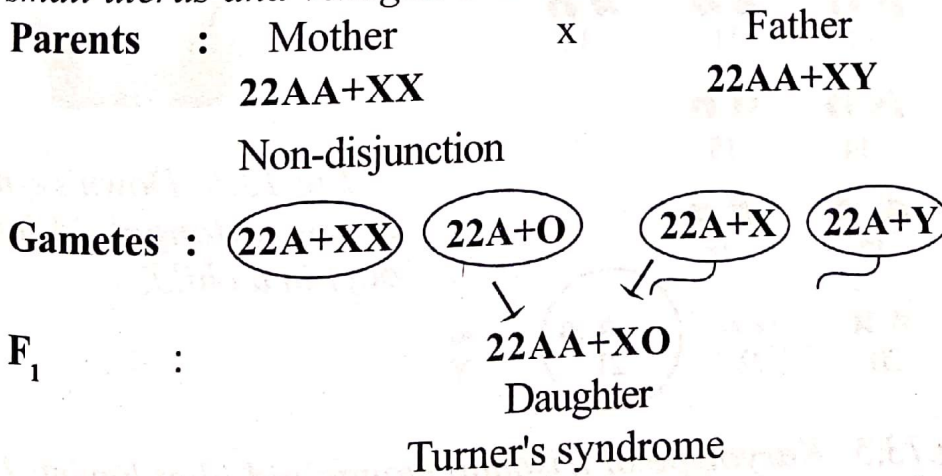 Parents : Mother x Father
22AA+XX 22AA+XY
Non-disjunction
Gametes : 22A+XX 22A+O 22A+X 22A+Y
F1 : 22AA+XO
Daughter
Turner's syndrome